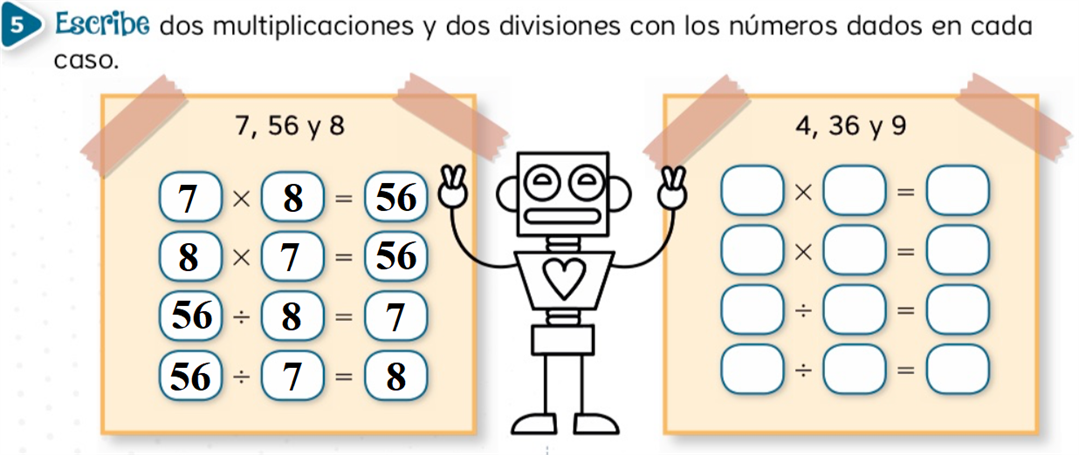 5 Escribe dos multiplicaciones y dos divisiones con los números dados en cada
caso.
7, 56 y 8
7 × 8 = 56
8 × 7 = 56
56 ÷ 8 = 7
56 ÷ 7 = 8
4, 36 y 9
× =
× =
÷ =
÷ =